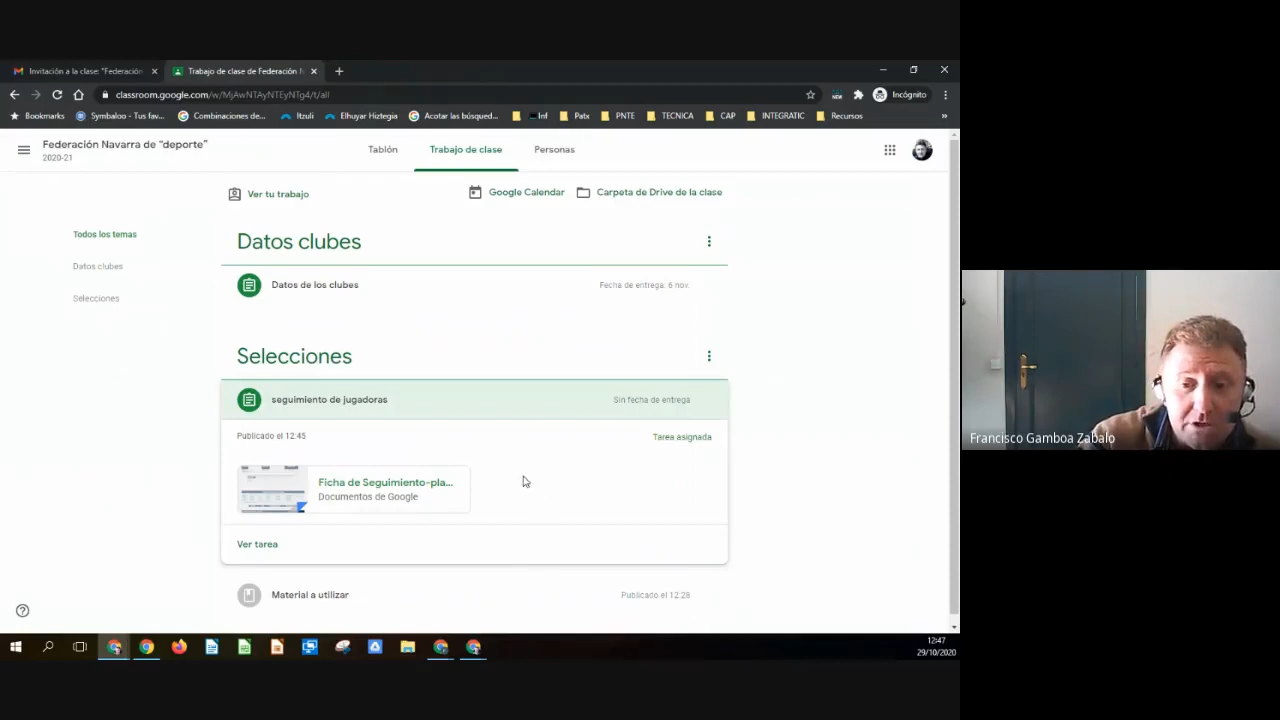 Invitación a la clase: "Federación
Trabajo de clase de Federación N
classroom.google.com/w/MjAwNTAyNTEyNTg4/t/all
Incógnito
Bookmarks
Symbaloo - Tus fav...
Combinaciones de...
Itzuli
Elhuyar Hiztegia
Acotar las búsqued...
Inf
Patx
PNTE
TECNICA
CAP
INTEGRATIC
Recursos
»
Federación Navarra de "deporte"
2020-21
Tablón
Trabajo de clase
Personas
Ver tu trabajo
Google Calendar
Carpeta de Drive de la clase
Todos los temas
Datos clubes
Selecciones
Datos clubes
Datos de los clubes
Fecha de entrega: 6 nov.
Selecciones
seguimiento de jugadoras
Sin fecha de entrega
Publicado el 12:45
Tarea asignada
Ficha de Seguimiento-pla...
Documentos de Google
Ver tarea
Material a utilizar
Publicado el 12:28
Francisco Gamboa Zabalo
12:47
29/10/2020